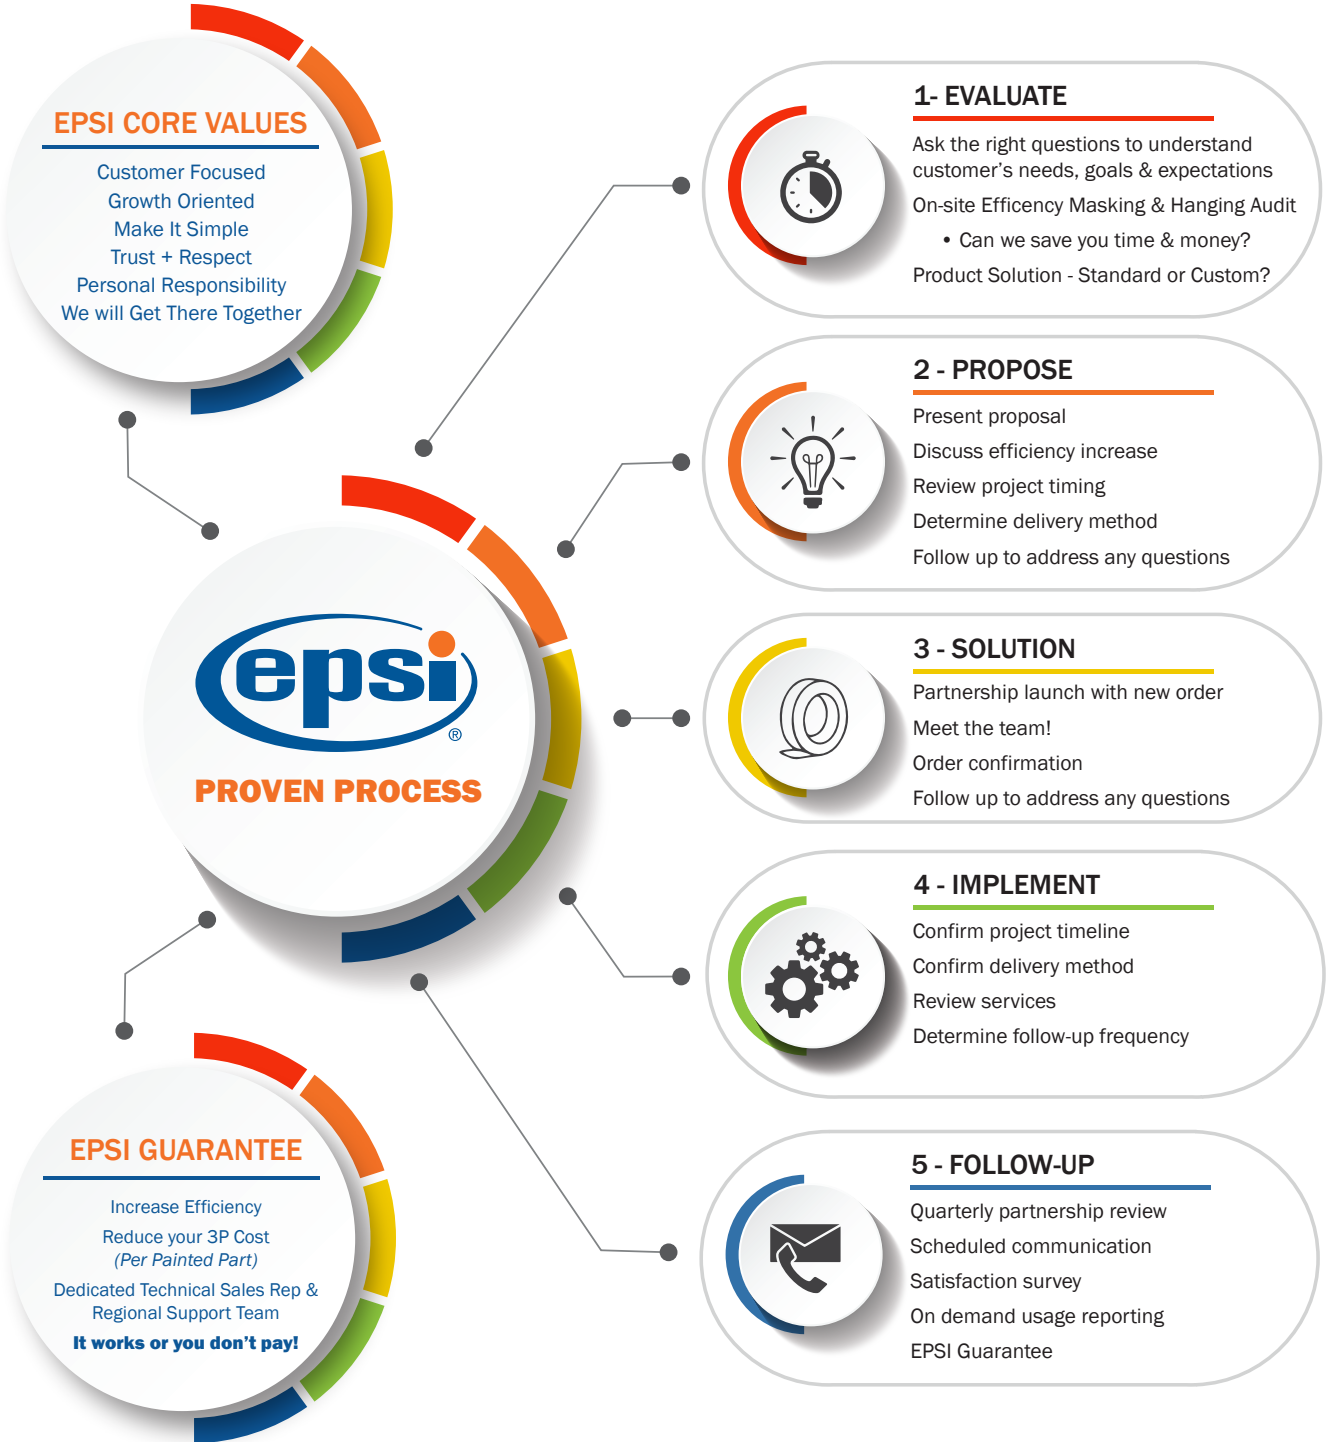 EPSI CORE VALUES
Customer Focused
Growth Oriented
Make It Simple
Trust + Respect
Personal Responsibility
We will Get There Together
epsi
®
PROVEN PROCESS
EPSI GUARANTEE
Increase Efficiency
Reduce your 3P Cost
(Per Painted Part)
Dedicated Technical Sales Rep &
Regional Support Team
It works or you don’t pay!
1- EVALUATE
Ask the right questions to understand
customer’s needs, goals & expectations
On-site Efficency Masking & Hanging Audit
• Can we save you time & money?
Product Solution - Standard or Custom?
2 - PROPOSE
Present proposal
Discuss efficiency increase
Review project timing
Determine delivery method
Follow up to address any questions
3 - SOLUTION
Partnership launch with new order
Meet the team!
Order confirmation
Follow up to address any questions
4 - IMPLEMENT
Confirm project timeline
Confirm delivery method
Review services
Determine follow-up frequency
5 - FOLLOW-UP
Quarterly partnership review
Scheduled communication
Satisfaction survey
On demand usage reporting
EPSI Guarantee